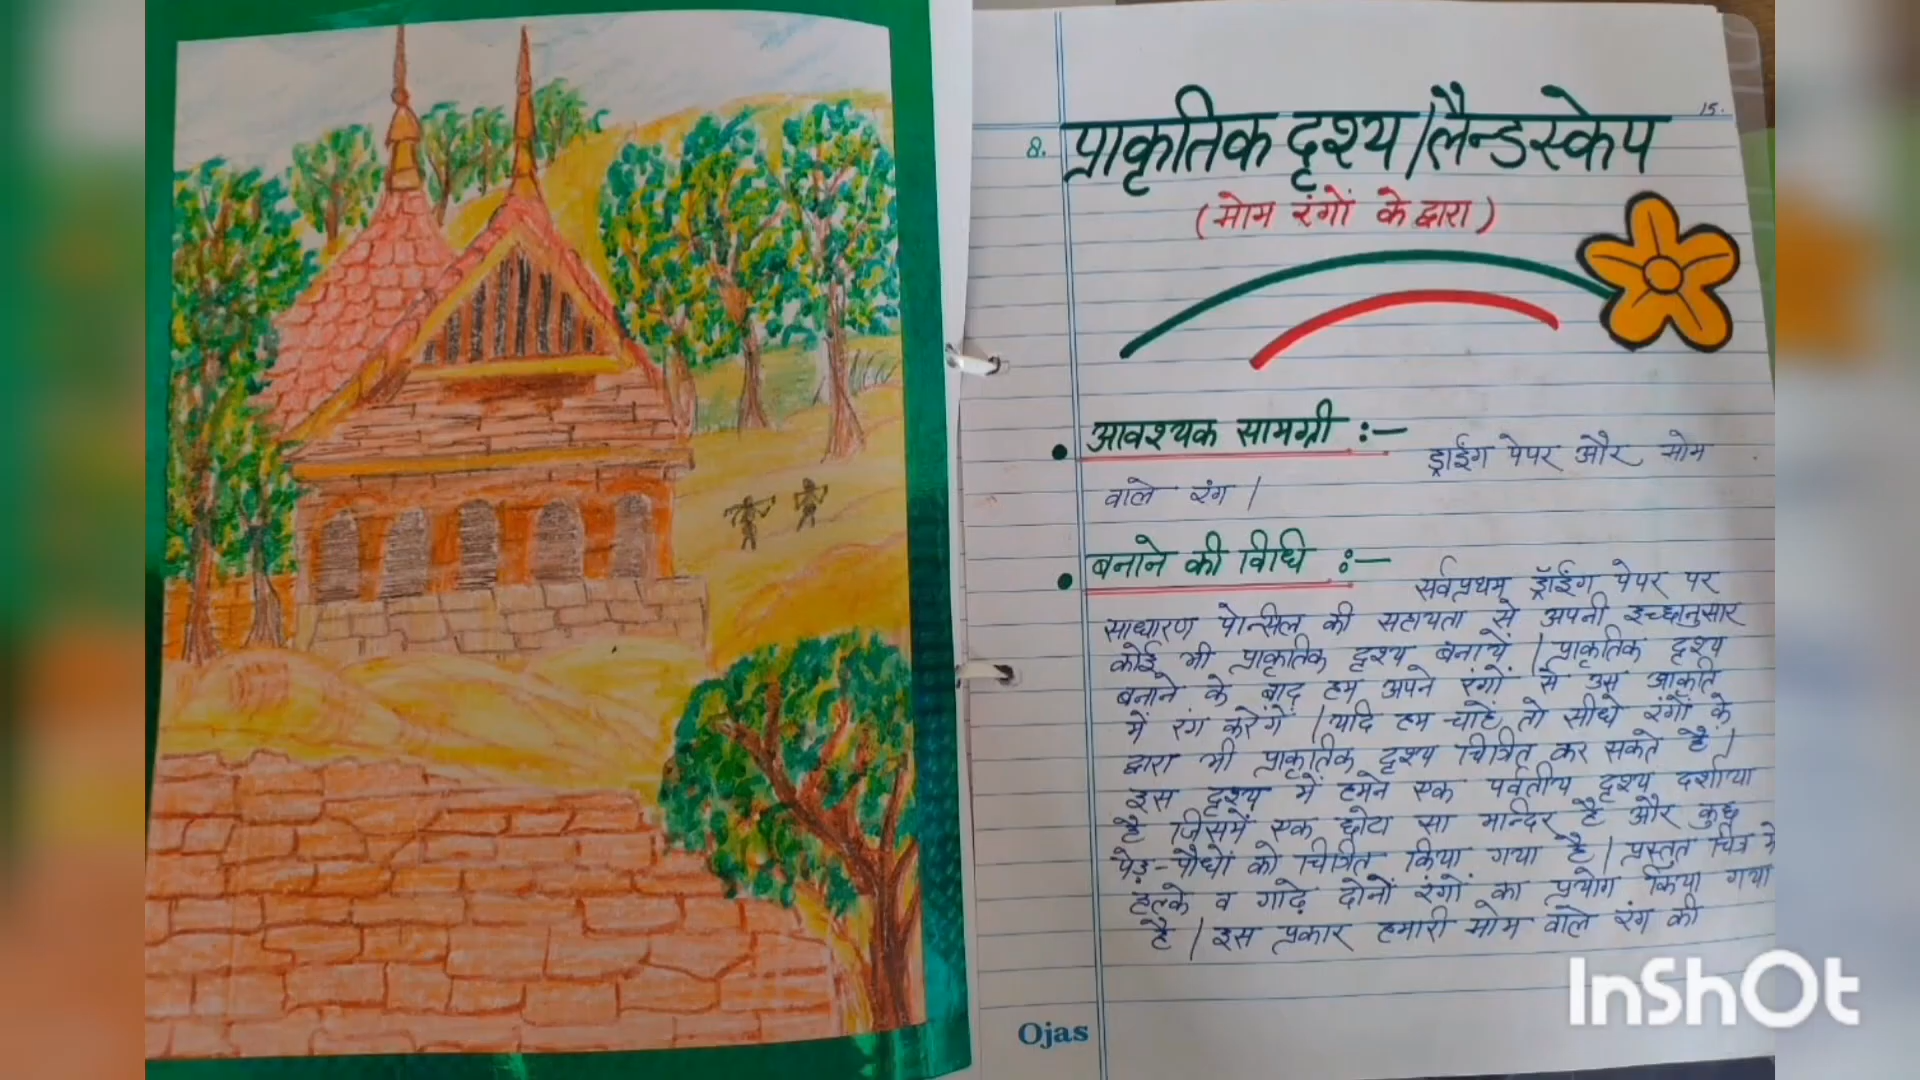 15.
8. प्राकृतिक दृश्य/लैन्डस्केप
(मोम रंगों के द्वारा)
• आवश्यक सामग्री :— ड्राईंग पेपर और मोम
वाले रंग।
• बनाने की विधि :— सर्वप्रथम ड्रॉईंग पेपर पर
साधारण पेन्सिल की सहायता से अपनी इच्छानुसार
कोई भी प्राकृतिक दृश्य बनायें। प्राकृतिक दृश्य
बनाने के बाद हम अपने रंगों से उस आकृति
में रंग करेंगें। यदि हम चाहें तो सीधे रंगों के
द्वारा भी प्राकृतिक दृश्य चित्रित कर सकते हैं।
इस दृश्य में हमने एक पर्वतीय दृश्य दर्शाया
है जिसमें एक छोटा सा मन्दिर है और कुछ
पेड़-पौधों को चित्रित किया गया है। प्रस्तुत चित्र में
हल्के व गाढ़े दोनों रंगों का प्रयोग किया गया
है। इस प्रकार हमारी मोम वाले रंग की
Ojas
InShOt